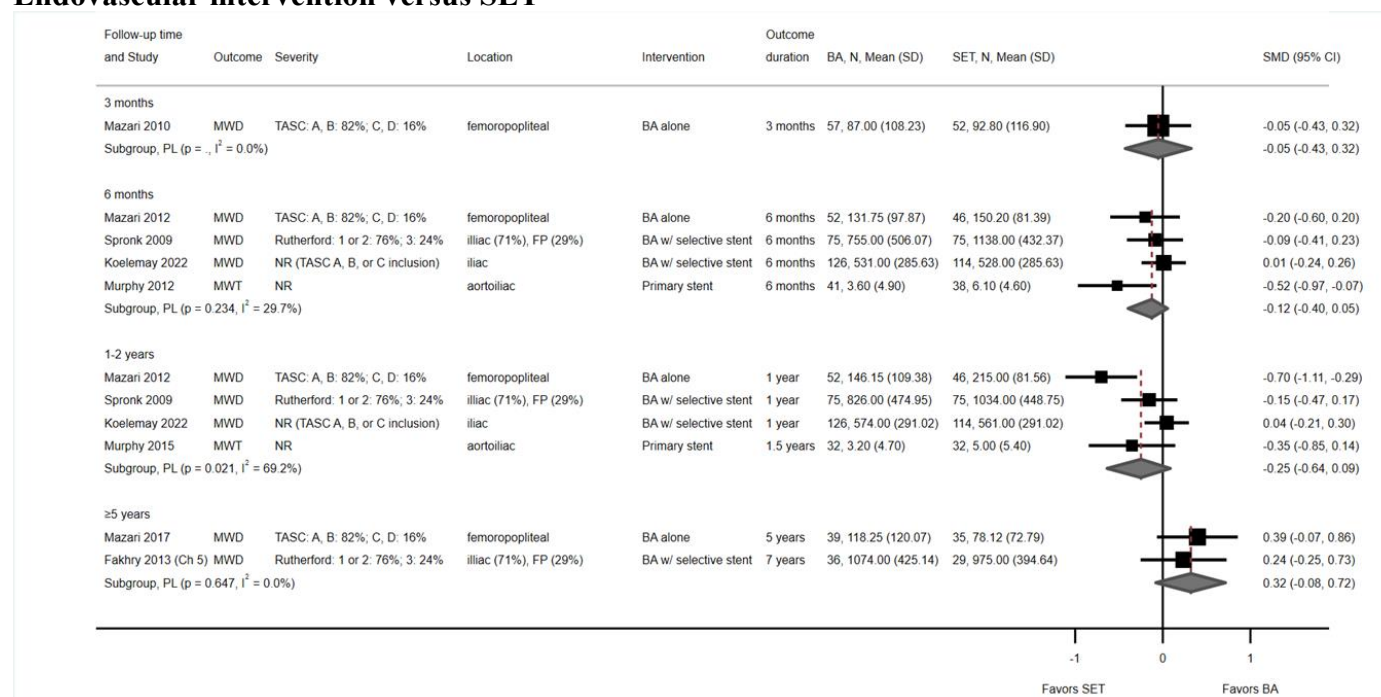 Endovascular intervention versus SET
Follow-up time Outcome
and Study Outcome Severity Location Intervention duration BA, N, Mean (SD) SET, N, Mean (SD) SMD (95% CI)
3 months
Mazari 2010 MWD TASC: A, B: 82%; C, D: 16% femoropopliteal BA alone 3 months 57, 87.00 (108.23) 52, 92.80 (116.90) -0.05 (-0.43, 0.32)
Subgroup, PL (p = ., I² = 0.0%) -0.05 (-0.43, 0.32)
6 months
Mazari 2012 MWD TASC: A, B: 82%; C, D: 16% femoropopliteal BA alone 6 months 52, 131.75 (97.87) 46, 150.20 (81.39) -0.20 (-0.60, 0.20)
Spronk 2009 MWD Rutherford: 1 or 2: 76%; 3: 24% illiac (71%), FP (29%) BA w/ selective stent 6 months 75, 755.00 (506.07) 75, 1138.00 (432.37) -0.09 (-0.41, 0.23)
Koelemay 2022 MWD NR (TASC A, B, or C inclusion) iliac BA w/ selective stent 6 months 126, 531.00 (285.63) 114, 528.00 (285.63) 0.01 (-0.24, 0.26)
Murphy 2012 MWT NR aortoiliac Primary stent 6 months 41, 3.60 (4.90) 38, 6.10 (4.60) -0.52 (-0.97, -0.07)
Subgroup, PL (p = 0.234, I² = 29.7%) -0.12 (-0.40, 0.05)
1-2 years
Mazari 2012 MWD TASC: A, B: 82%; C, D: 16% femoropopliteal BA alone 1 year 52, 146.15 (109.38) 46, 215.00 (81.56) -0.70 (-1.11, -0.29)
Spronk 2009 MWD Rutherford: 1 or 2: 76%; 3: 24% illiac (71%), FP (29%) BA w/ selective stent 1 year 75, 826.00 (474.95) 75, 1034.00 (448.75) -0.15 (-0.47, 0.17)
Koelemay 2022 MWD NR (TASC A, B, or C inclusion) iliac BA w/ selective stent 1 year 126, 574.00 (291.02) 114, 561.00 (291.02) 0.04 (-0.21, 0.30)
Murphy 2015 MWT NR aortoiliac Primary stent 1.5 years 32, 3.20 (4.70) 32, 5.00 (5.40) -0.35 (-0.85, 0.14)
Subgroup, PL (p = 0.021, I² = 69.2%) -0.25 (-0.64, 0.09)
≥5 years
Mazari 2017 MWD TASC: A, B: 82%; C, D: 16% femoropopliteal BA alone 5 years 39, 118.25 (120.07) 35, 78.12 (72.79) 0.39 (-0.07, 0.86)
Fakhry 2013 (Ch 5) MWD Rutherford: 1 or 2: 76%; 3: 24% illiac (71%), FP (29%) BA w/ selective stent 7 years 36, 1074.00 (425.14) 29, 975.00 (394.64) 0.24 (-0.25, 0.73)
Subgroup, PL (p = 0.647, I² = 0.0%) 0.32 (-0.08, 0.72)
-1 0 1
Favors SET Favors BA